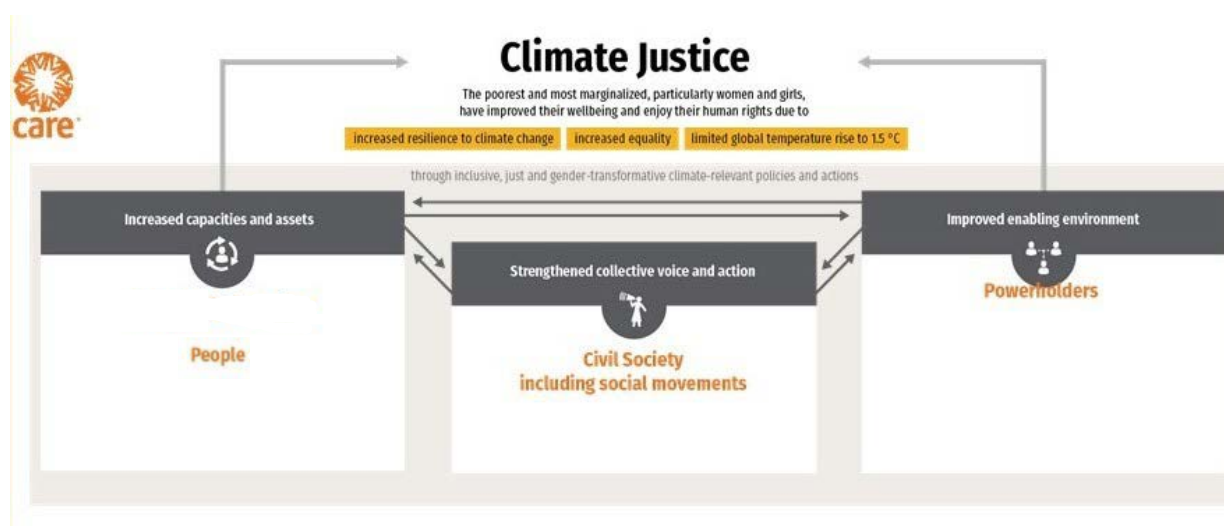 care
Climate Justice
The poorest and most marginalized, particularly women and girls,
have improved their wellbeing and enjoy their human rights due to
increased resilience to climate change increased equality limited global temperature rise to 1.5 °C
through inclusive, just and gender-transformative climate-relevant policies and actions
Increased capacities and assets
People
Strengthened collective voice and action
Civil Society
including social movements
Improved enabling environment
Powerholders